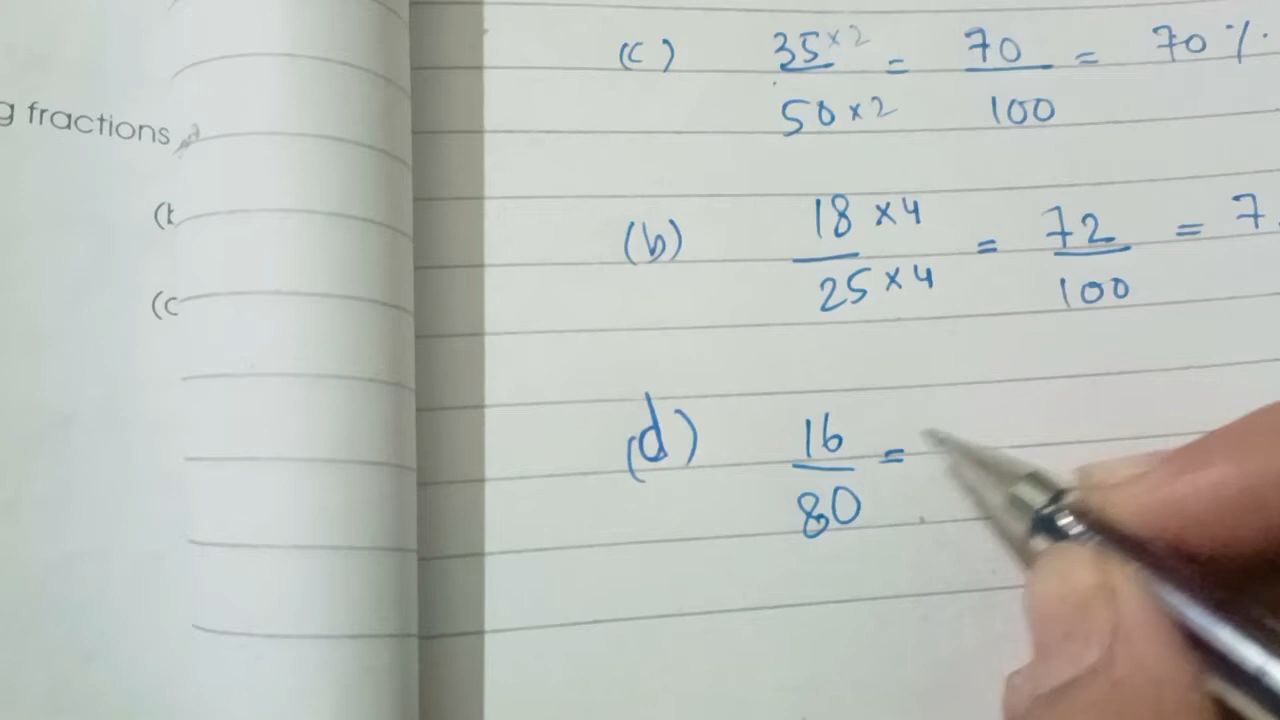 g fractions
(c) 35×2 / 50×2 = 70 / 100 = 70 %.
(b) 18×4 / 25×4 = 72 / 100 = 7
(d) 16 / 80 =
(c